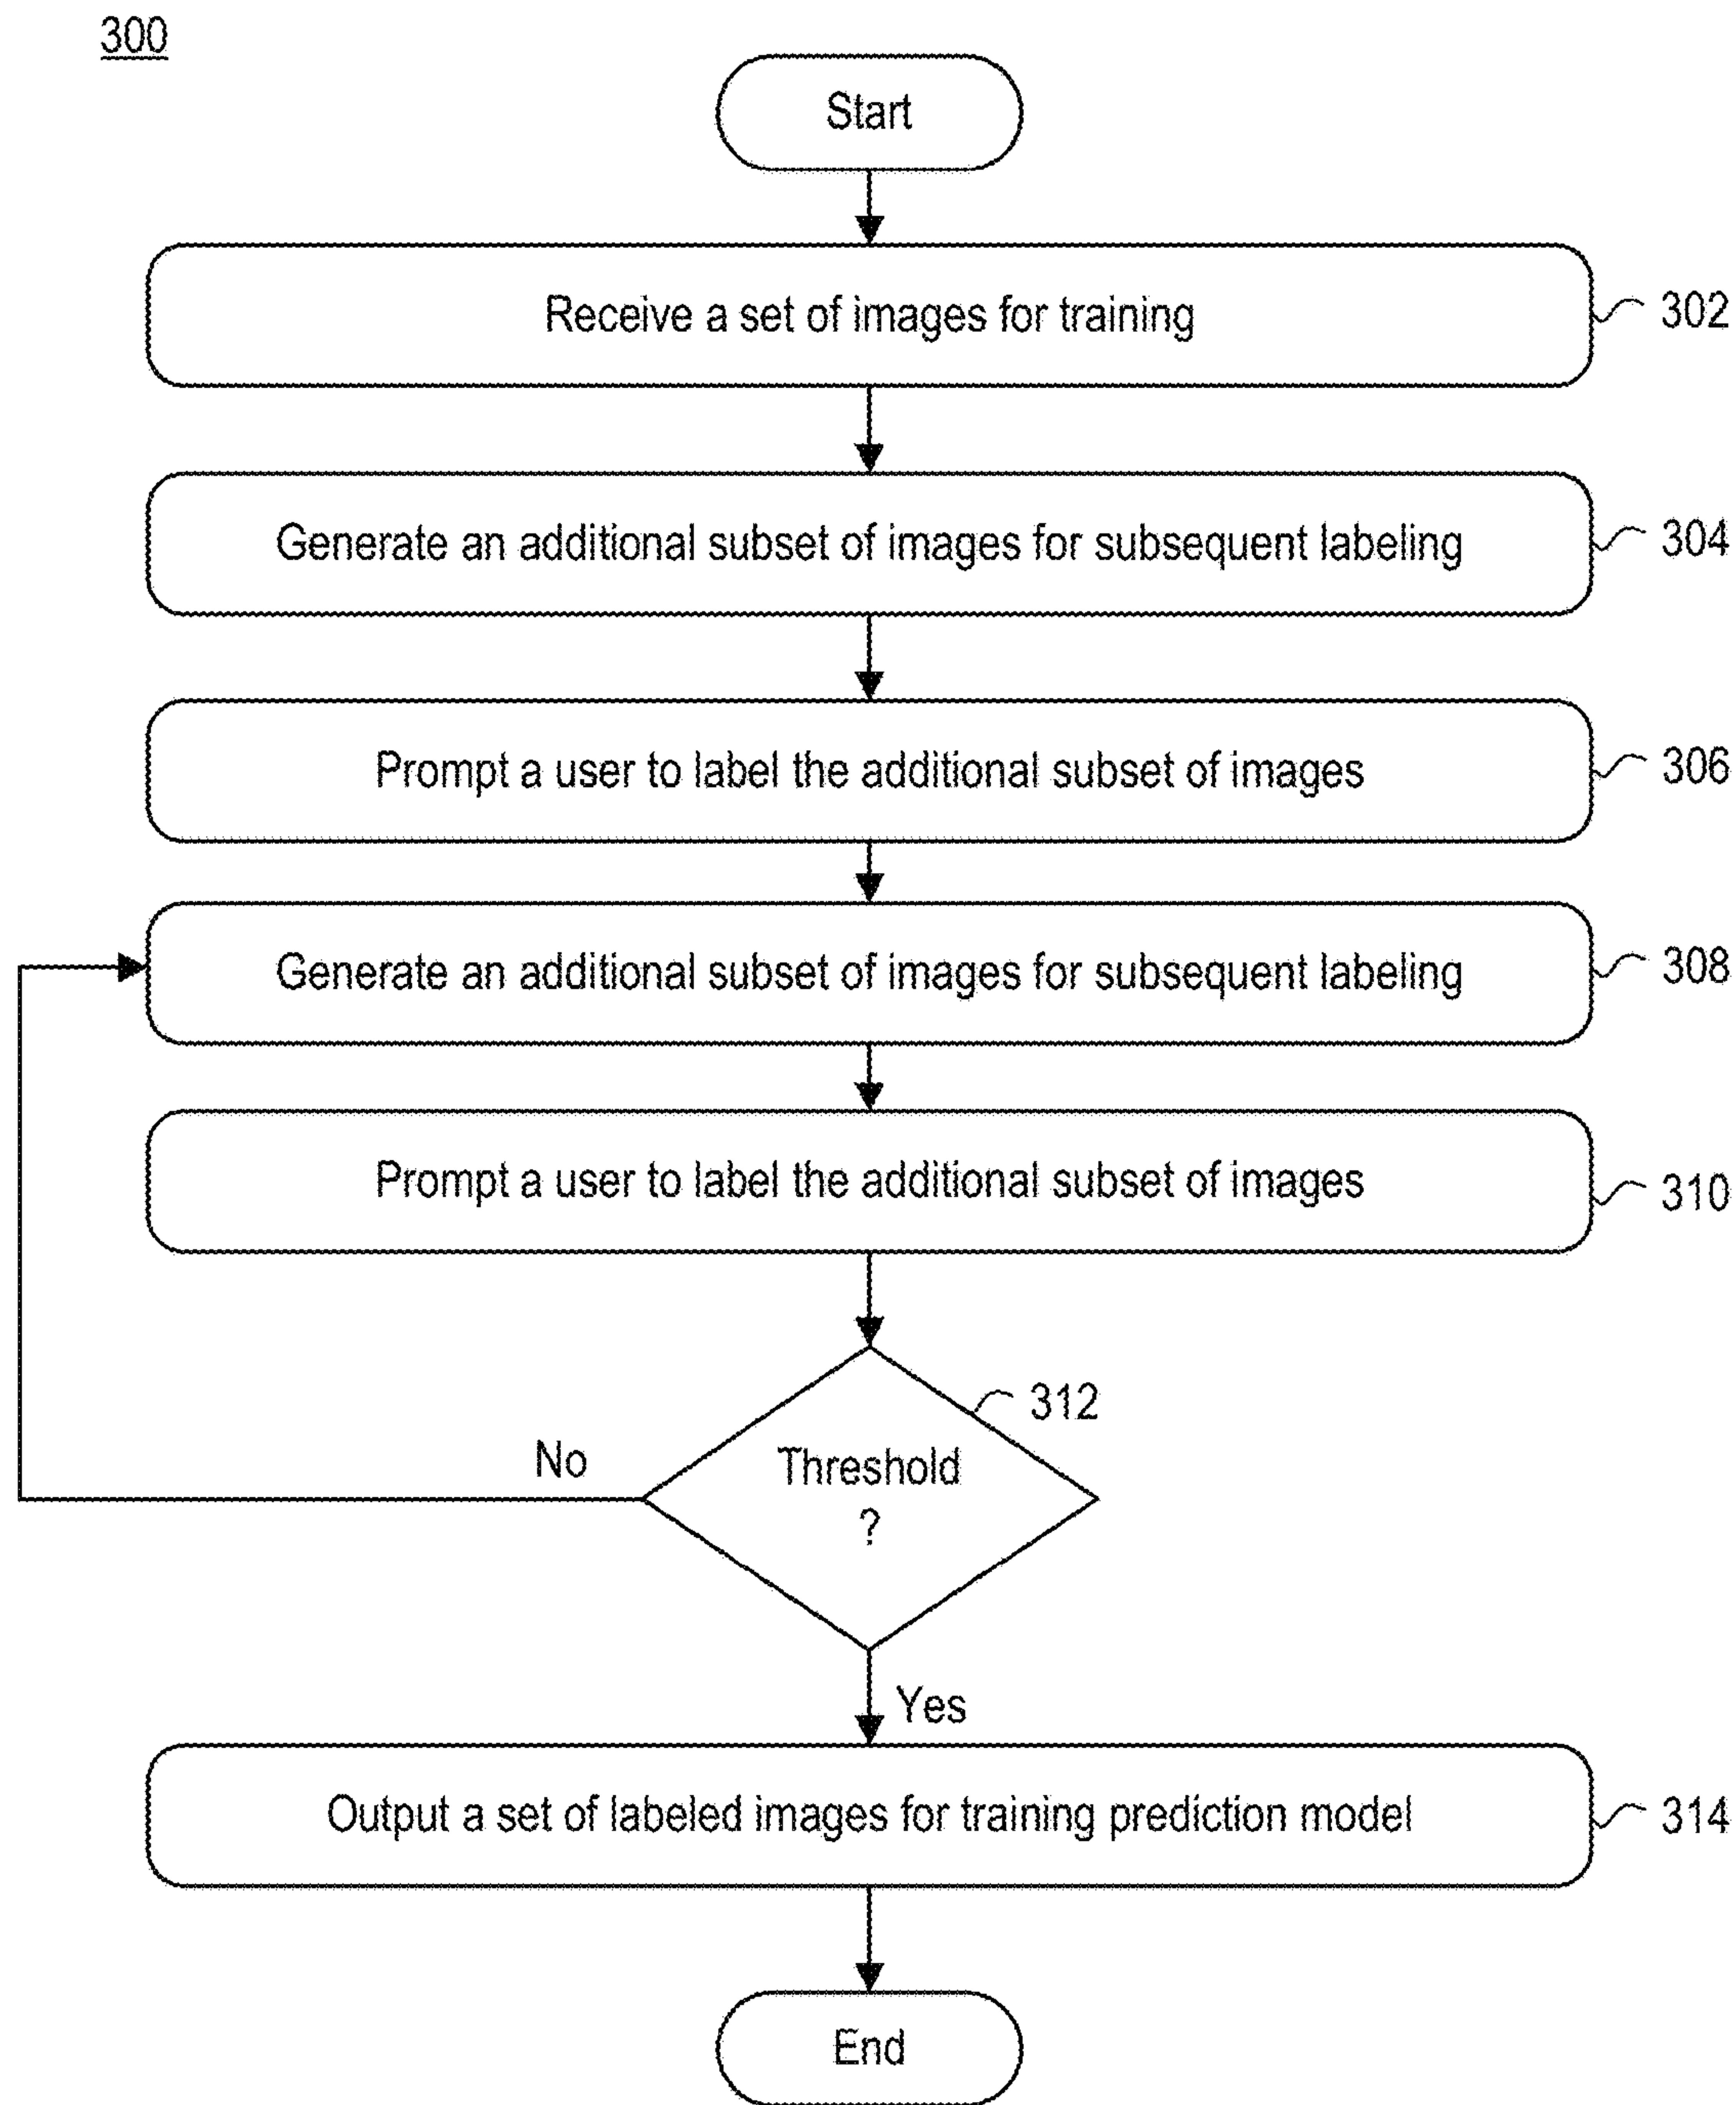 300
Start
Receive a set of images for training
302
Generate an additional subset of images for subsequent labeling
304
Prompt a user to label the additional subset of images
306
Generate an additional subset of images for subsequent labeling
308
Prompt a user to label the additional subset of images
310
312
Threshold
?
No
Yes
Output a set of labeled images for training prediction model
314
End